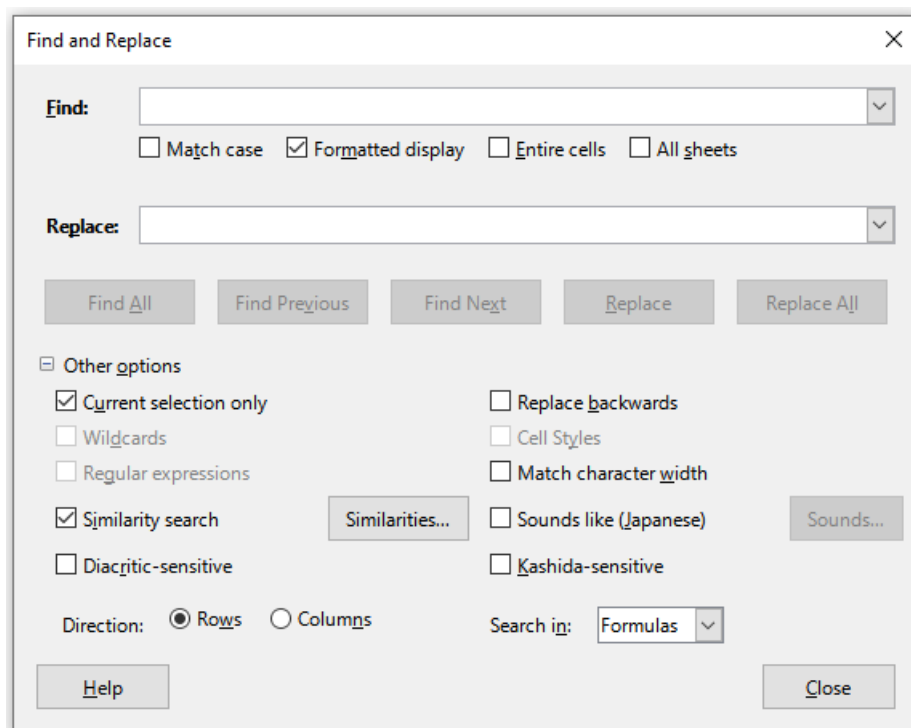 Find and Replace
Find:
Match case Formatted display Entire cells All sheets
Replace:
Find All Find Previous Find Next Replace Replace All
Other options
Current selection only Replace backwards
Wildcards Cell Styles
Regular expressions Match character width
Similarity search Similarities... Sounds like (Japanese) Sounds...
Diacritic-sensitive Kashida-sensitive
Direction: Rows Columns Search in: Formulas
Help Close